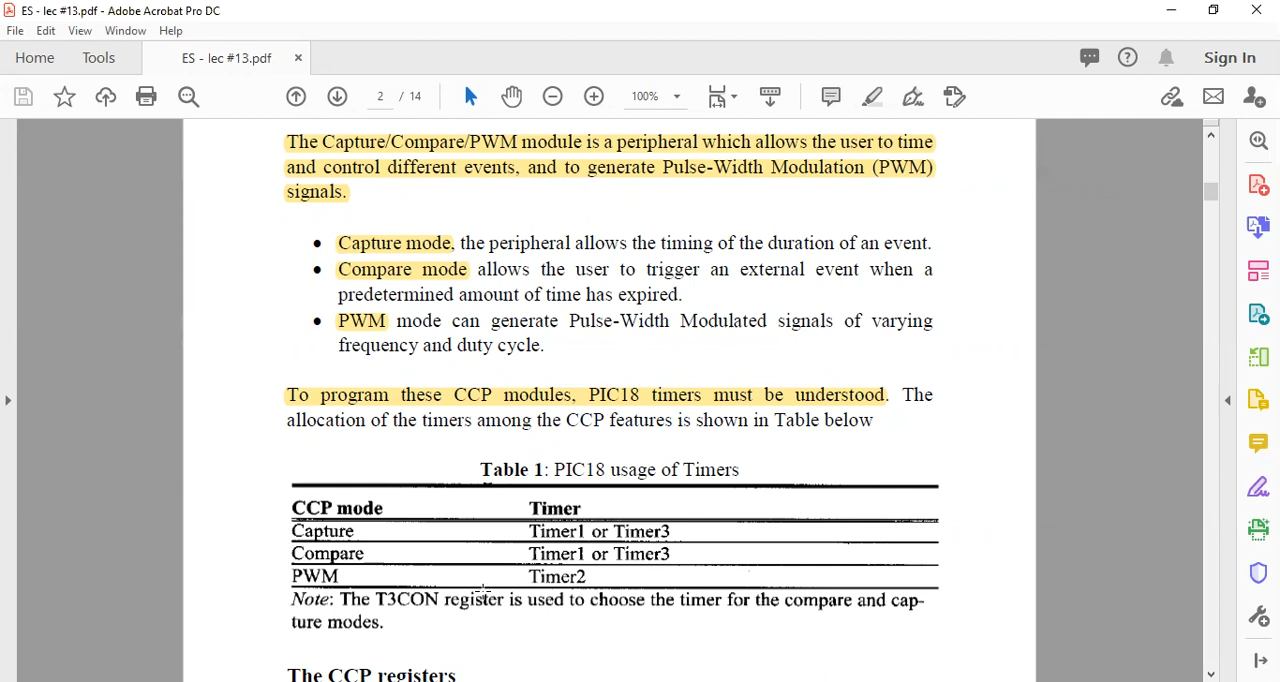 ES - lec #13.pdf - Adobe Acrobat Pro DC
File Edit View Window Help
Home Tools ES - lec #13.pdf × Sign In
2 / 14 100%
The Capture/Compare/PWM module is a peripheral which allows the user to time
and control different events, and to generate Pulse-Width Modulation (PWM)
signals.
• Capture mode, the peripheral allows the timing of the duration of an event.
• Compare mode allows the user to trigger an external event when a
predetermined amount of time has expired.
• PWM mode can generate Pulse-Width Modulated signals of varying
frequency and duty cycle.
To program these CCP modules, PIC18 timers must be understood. The
allocation of the timers among the CCP features is shown in Table below
Table 1: PIC18 usage of Timers
CCP mode Timer
Capture Timer1 or Timer3
Compare Timer1 or Timer3
PWM Timer2
Note: The T3CON register is used to choose the timer for the compare and cap-
ture modes.
The CCP registers